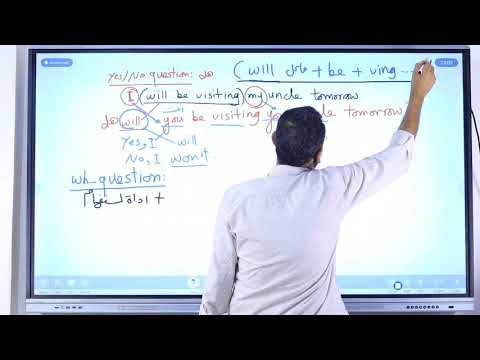 Yes/No question: هل ( will فاعل + be + ving ....
I will be visiting my uncle tomorrow
هل will you be visiting your uncle tomorrow
Yes, I will
No, I won't.
wh_question:
أداة استفهام +